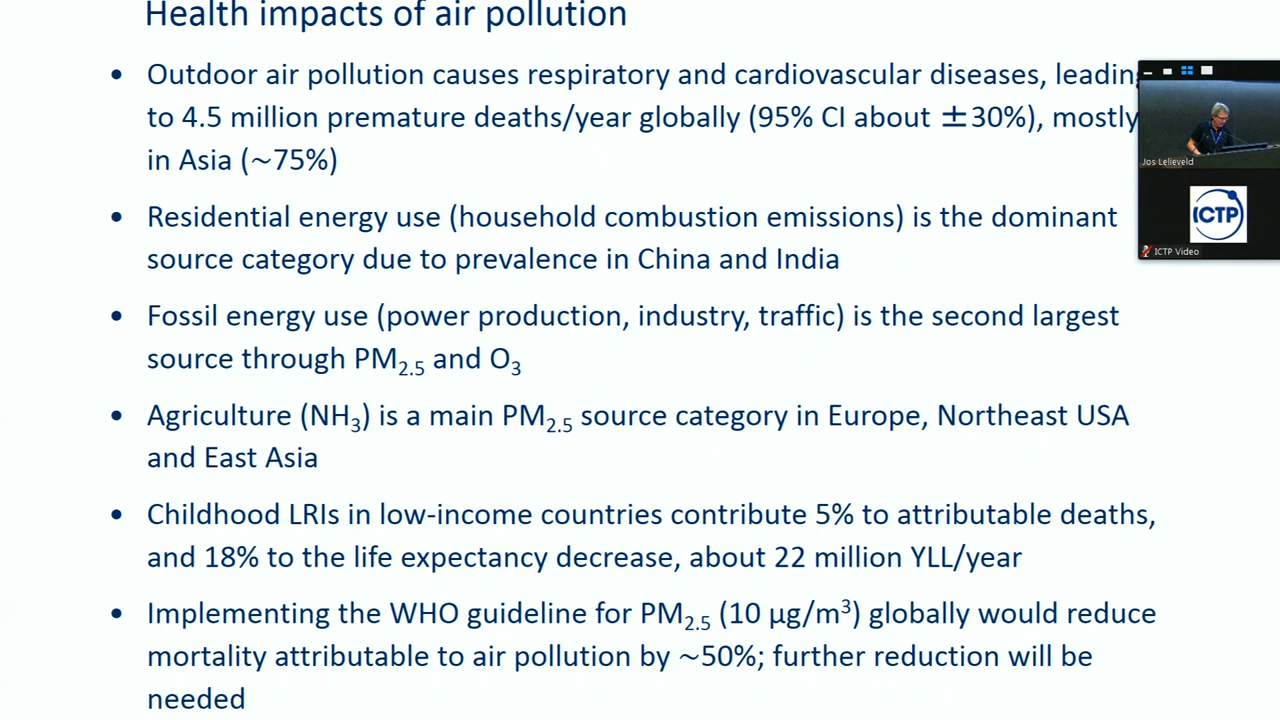 Health impacts of air pollution
• Outdoor air pollution causes respiratory and cardiovascular diseases, leading
to 4.5 million premature deaths/year globally (95% CI about ±30%), mostly
in Asia (~75%)
• Residential energy use (household combustion emissions) is the dominant
source category due to prevalence in China and India
• Fossil energy use (power production, industry, traffic) is the second largest
source through PM2.5 and O3
• Agriculture (NH3) is a main PM2.5 source category in Europe, Northeast USA
and East Asia
• Childhood LRIs in low-income countries contribute 5% to attributable deaths,
and 18% to the life expectancy decrease, about 22 million YLL/year
• Implementing the WHO guideline for PM2.5 (10 µg/m³) globally would reduce
mortality attributable to air pollution by ~50%; further reduction will be
needed
Jos Lelieveld
ICTP
ICTP Video